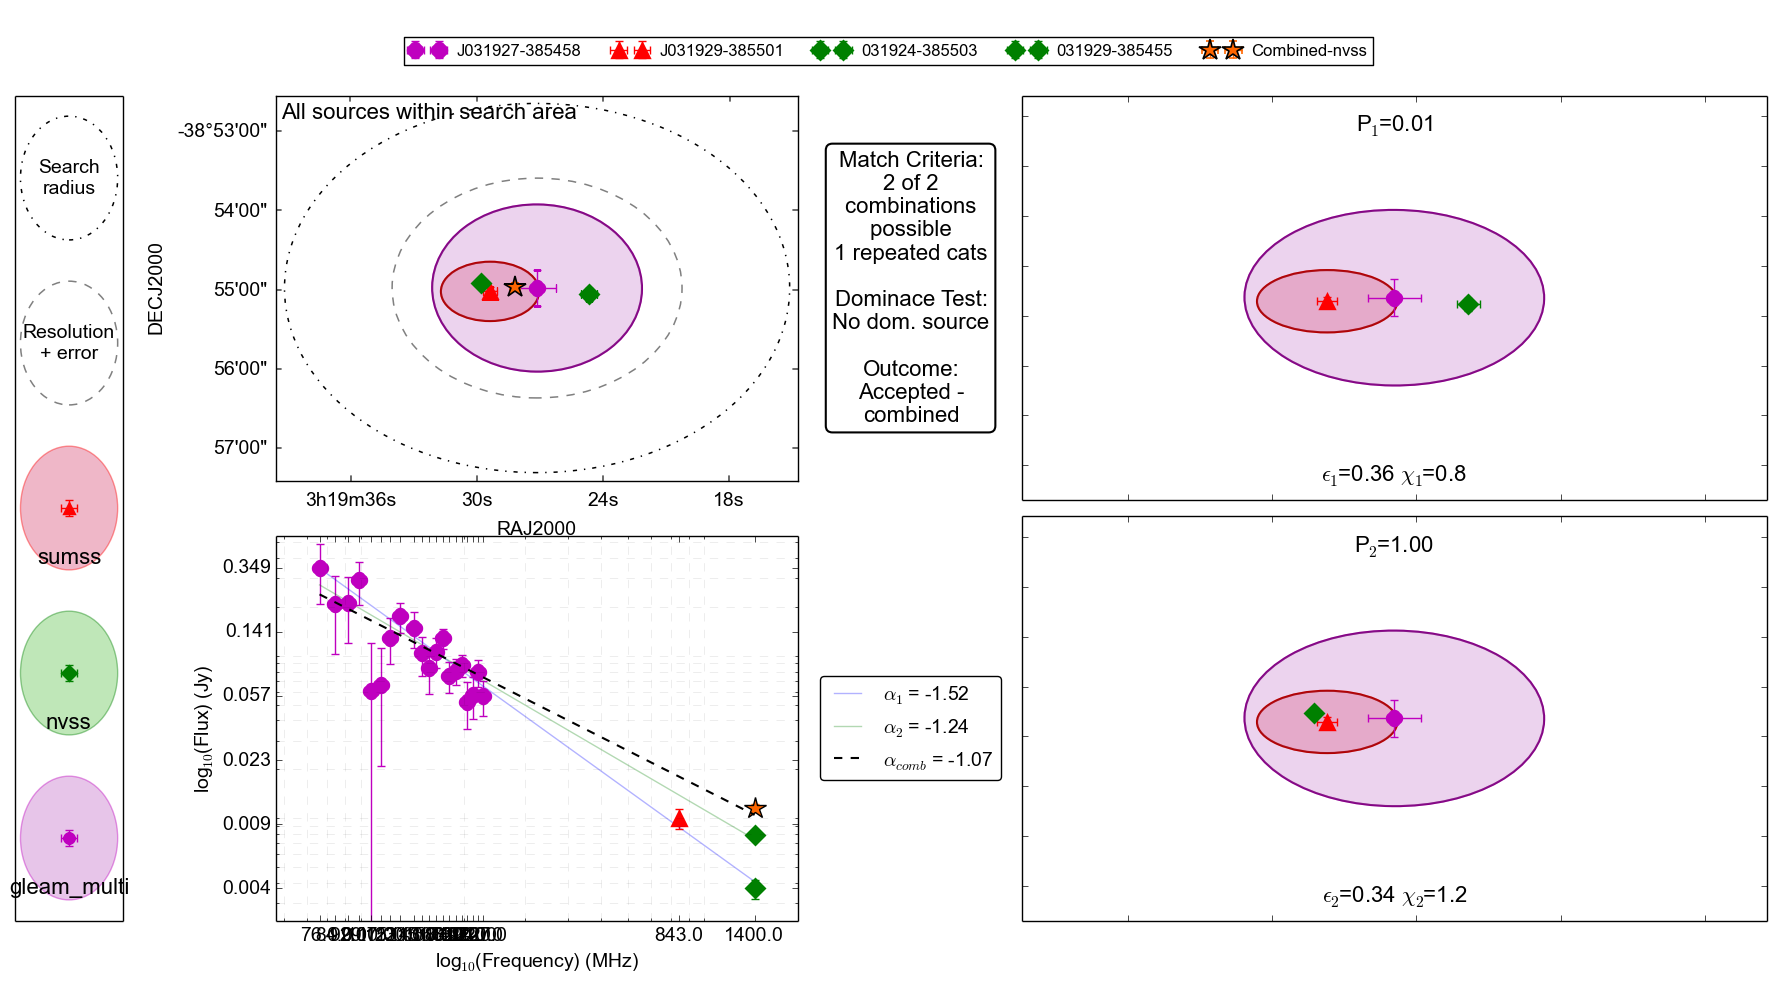 J031927-385458
J031929-385501
031924-385503
031929-385455
Combined-nvss
Search
radius
Resolution
+ error
sumss
nvss
gleam_multi
All sources within search area
DECJ2000
-38°53'00"
54'00"
55'00"
56'00"
57'00"
3h19m36s
30s
24s
18s
RAJ2000
Match Criteria:
2 of 2
combinations
possible
1 repeated cats
Dominace Test:
No dom. source
Outcome:
Accepted -
combined
P₁=0.01
ϵ₁=0.36 χ₁=0.8
log₁₀(Flux) (Jy)
0.349
0.141
0.057
0.023
0.009
0.004
843.0
1400.0
log₁₀(Frequency) (MHz)
α₁ = -1.52
α₂ = -1.24
α_comb = -1.07
P₂=1.00
ϵ₂=0.34 χ₂=1.2